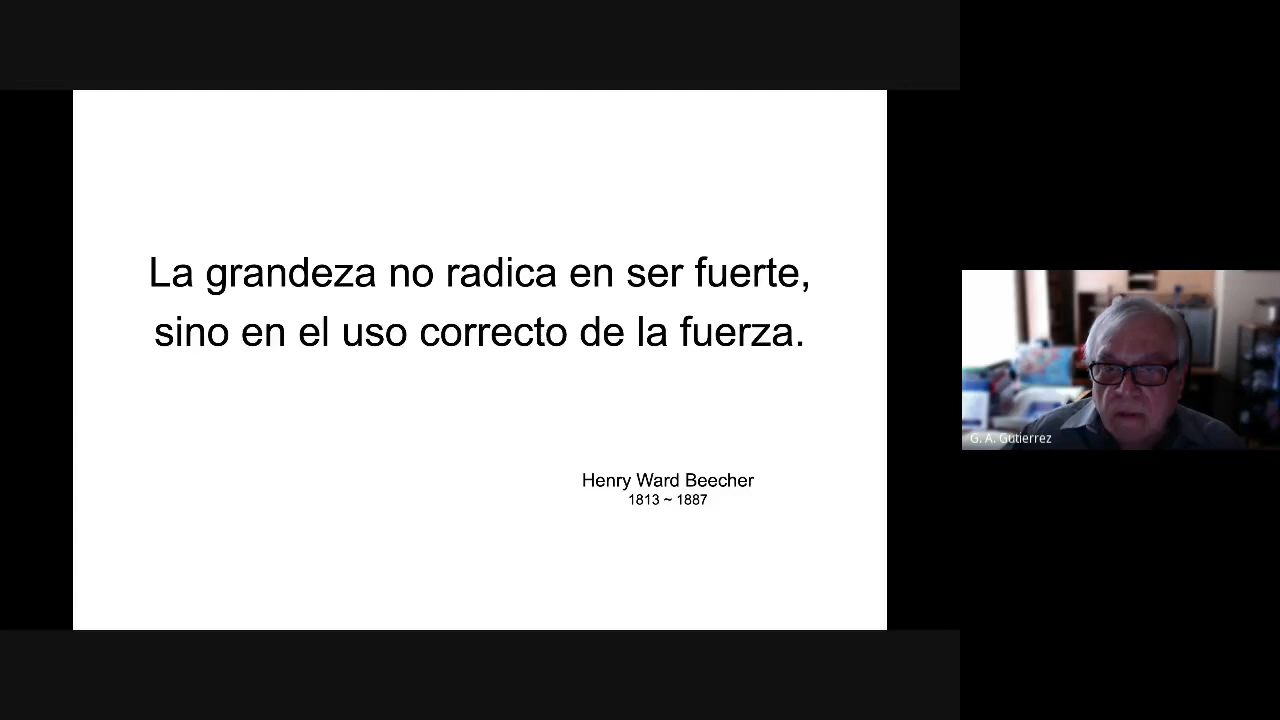 La grandeza no radica en ser fuerte,
sino en el uso correcto de la fuerza.
Henry Ward Beecher
1813 ~ 1887
G. A. Gutierrez